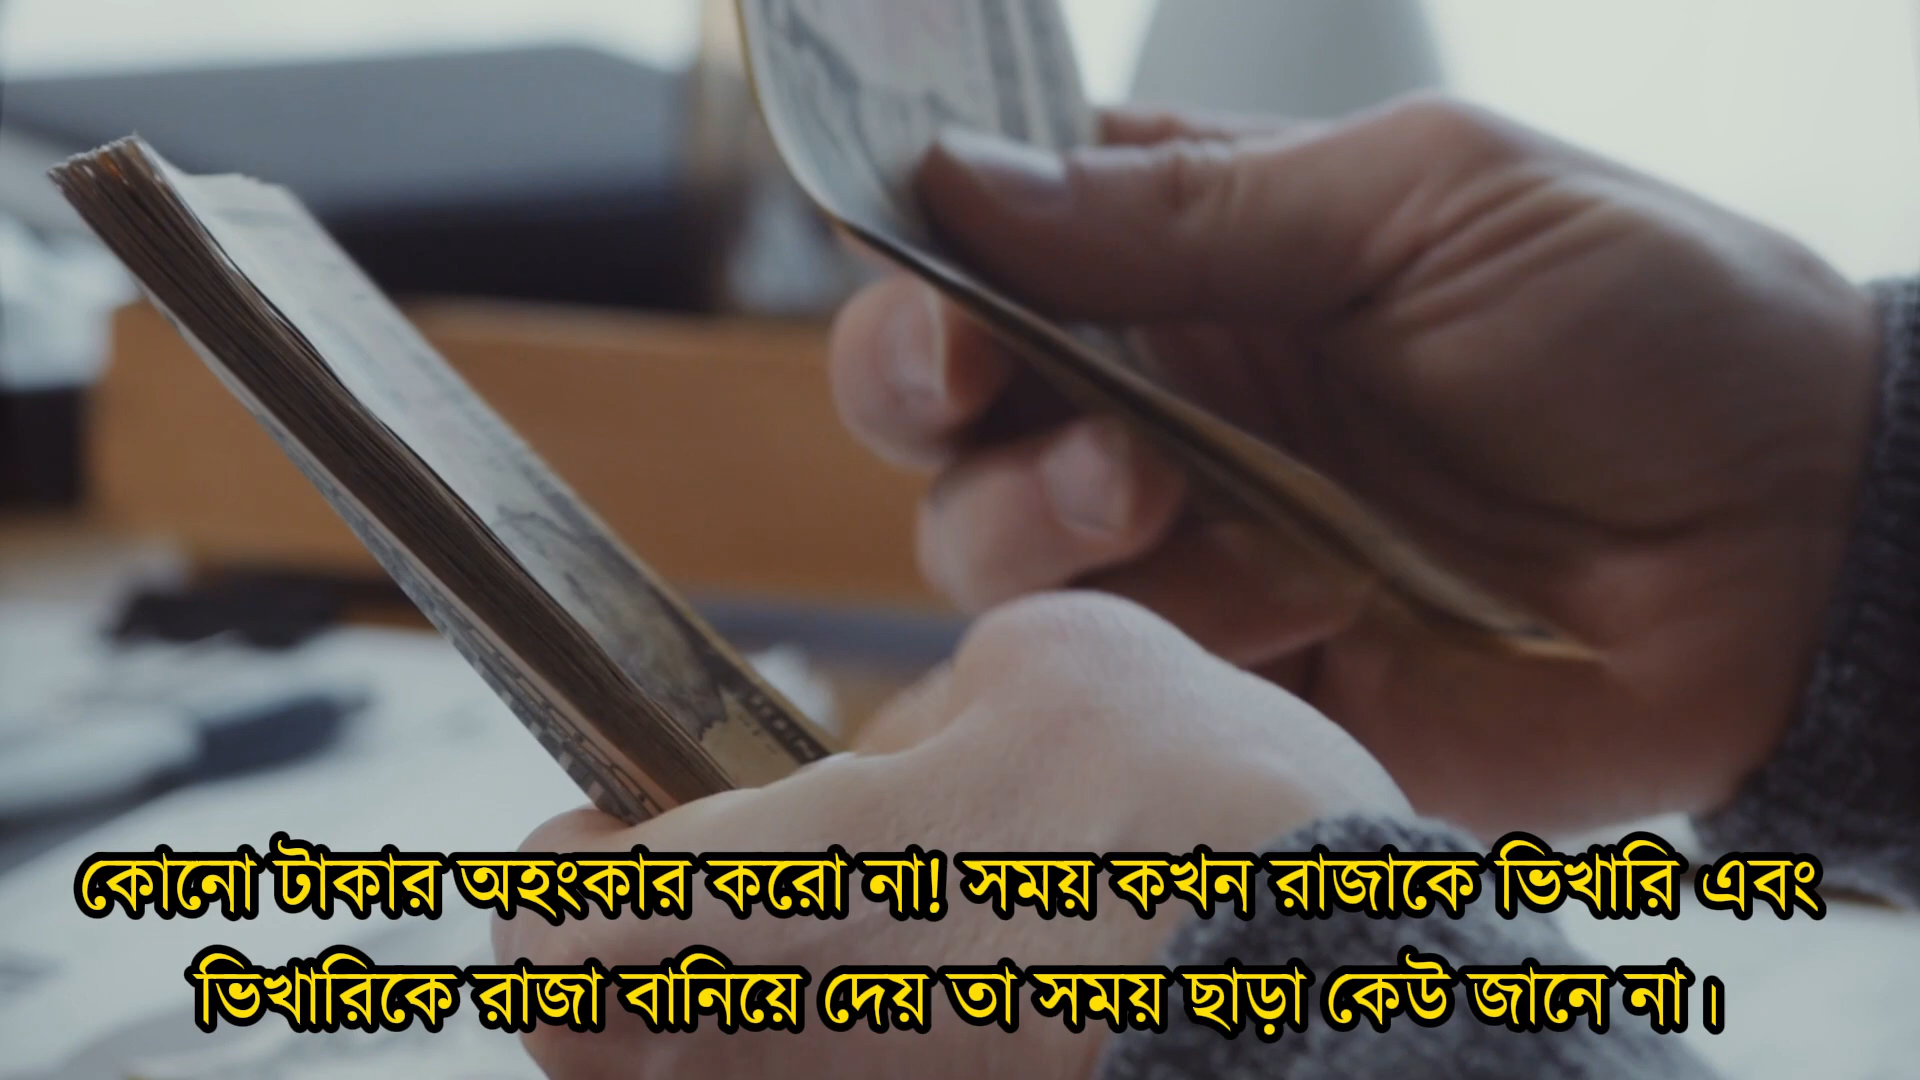 কোনো টাকার অহংকার করো না! সময় কখন রাজাকে ভিখারি এবং
ভিখারিকে রাজা বানিয়ে দেয় তা সময় ছাড়া কেউ জানে না।